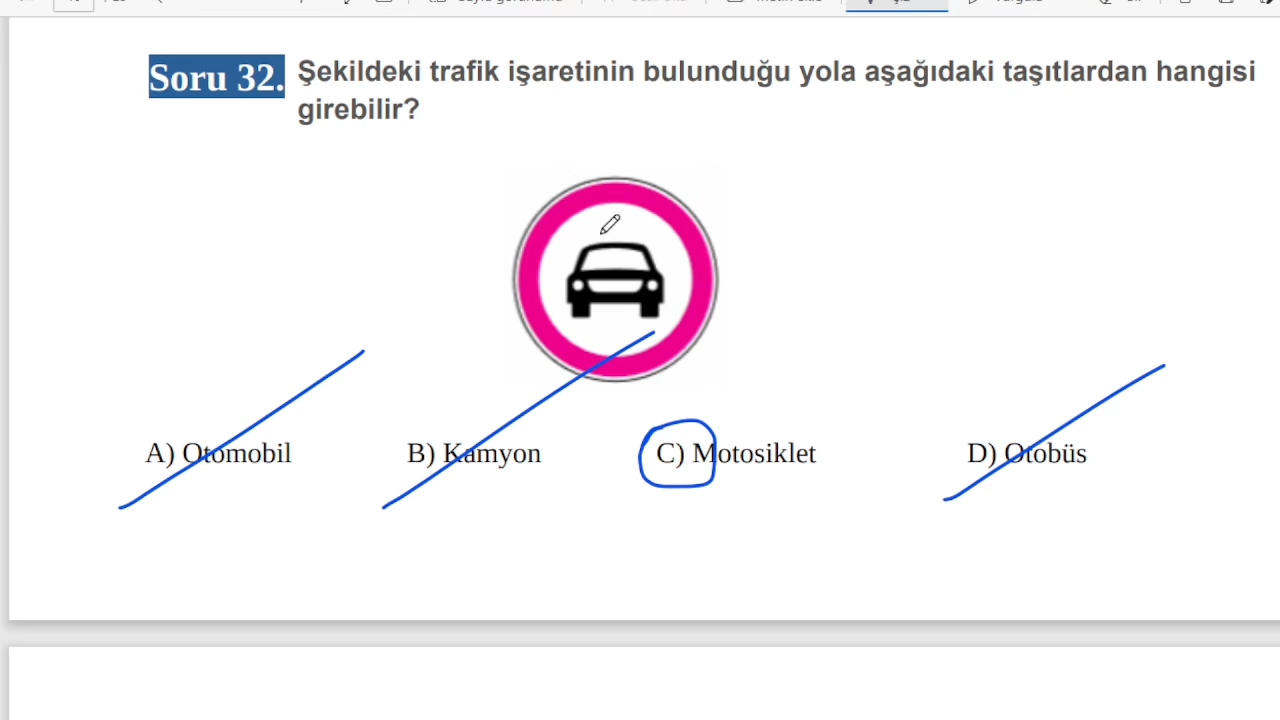 Soru 32. Şekildeki trafik işaretinin bulunduğu yola aşağıdaki taşıtlardan hangisi
girebilir?
A) Otomobil B) Kamyon C) Motosiklet D) Otobüs